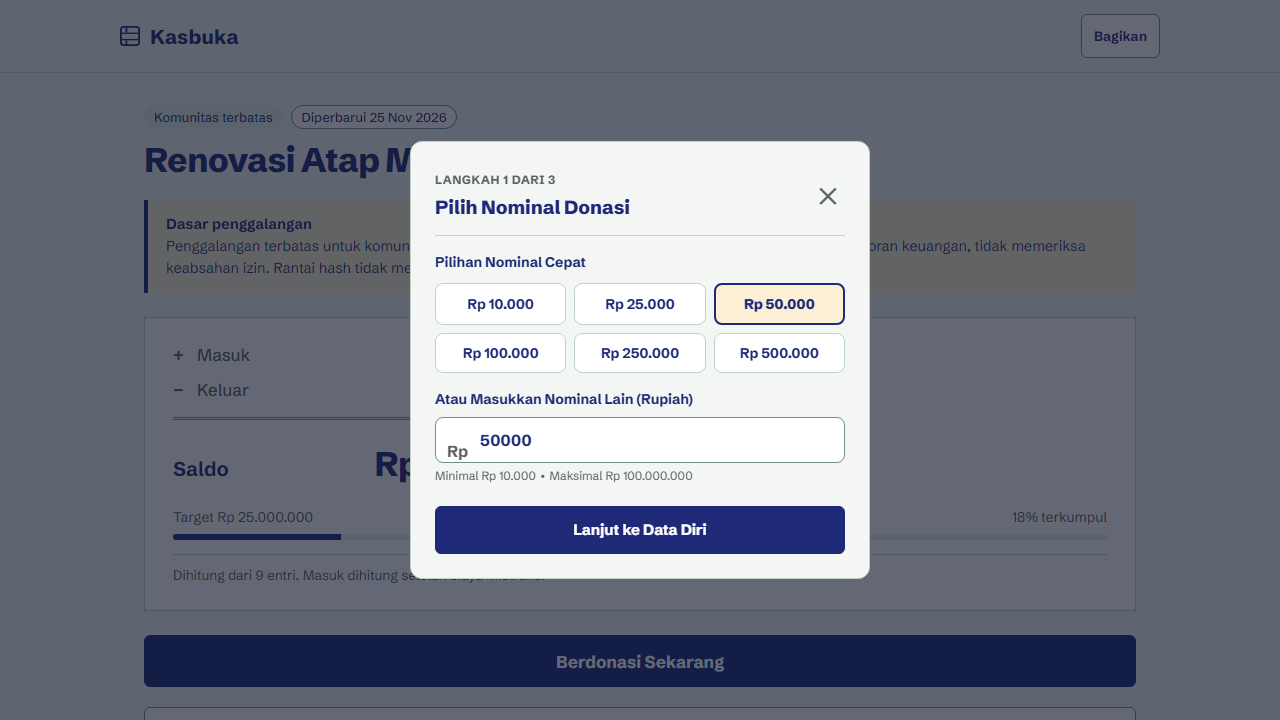 Kasbuka
Bagikan
Komunitas terbatas
Diperbarui 25 Nov 2026
Renovasi Atap
Dasar penggalangan
Penggalangan terbatas untuk
oran keuangan, tidak memeriksa
keabsahan izin. Rantai hash tidak
+ Masuk
− Keluar
Saldo
Rp
Target Rp 25.000.000
18% terkumpul
Dihitung dari 9 entri. Masuk dihitung
Berdonasi Sekarang
LANGKAH 1 DARI 3
Pilih Nominal Donasi
Pilihan Nominal Cepat
Rp 10.000
Rp 25.000
Rp 50.000
Rp 100.000
Rp 250.000
Rp 500.000
Atau Masukkan Nominal Lain (Rupiah)
Rp 50000
Minimal Rp 10.000 • Maksimal Rp 100.000.000
Lanjut ke Data Diri